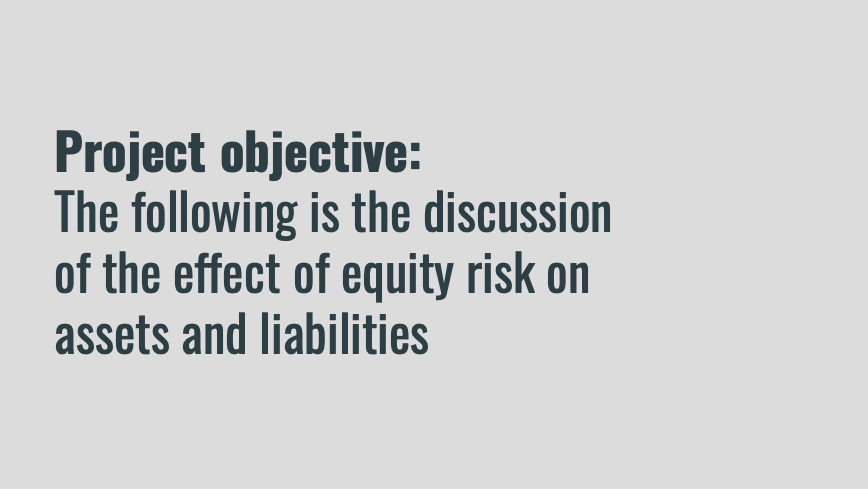 Project objective:
The following is the discussion
of the effect of equity risk on
assets and liabilities